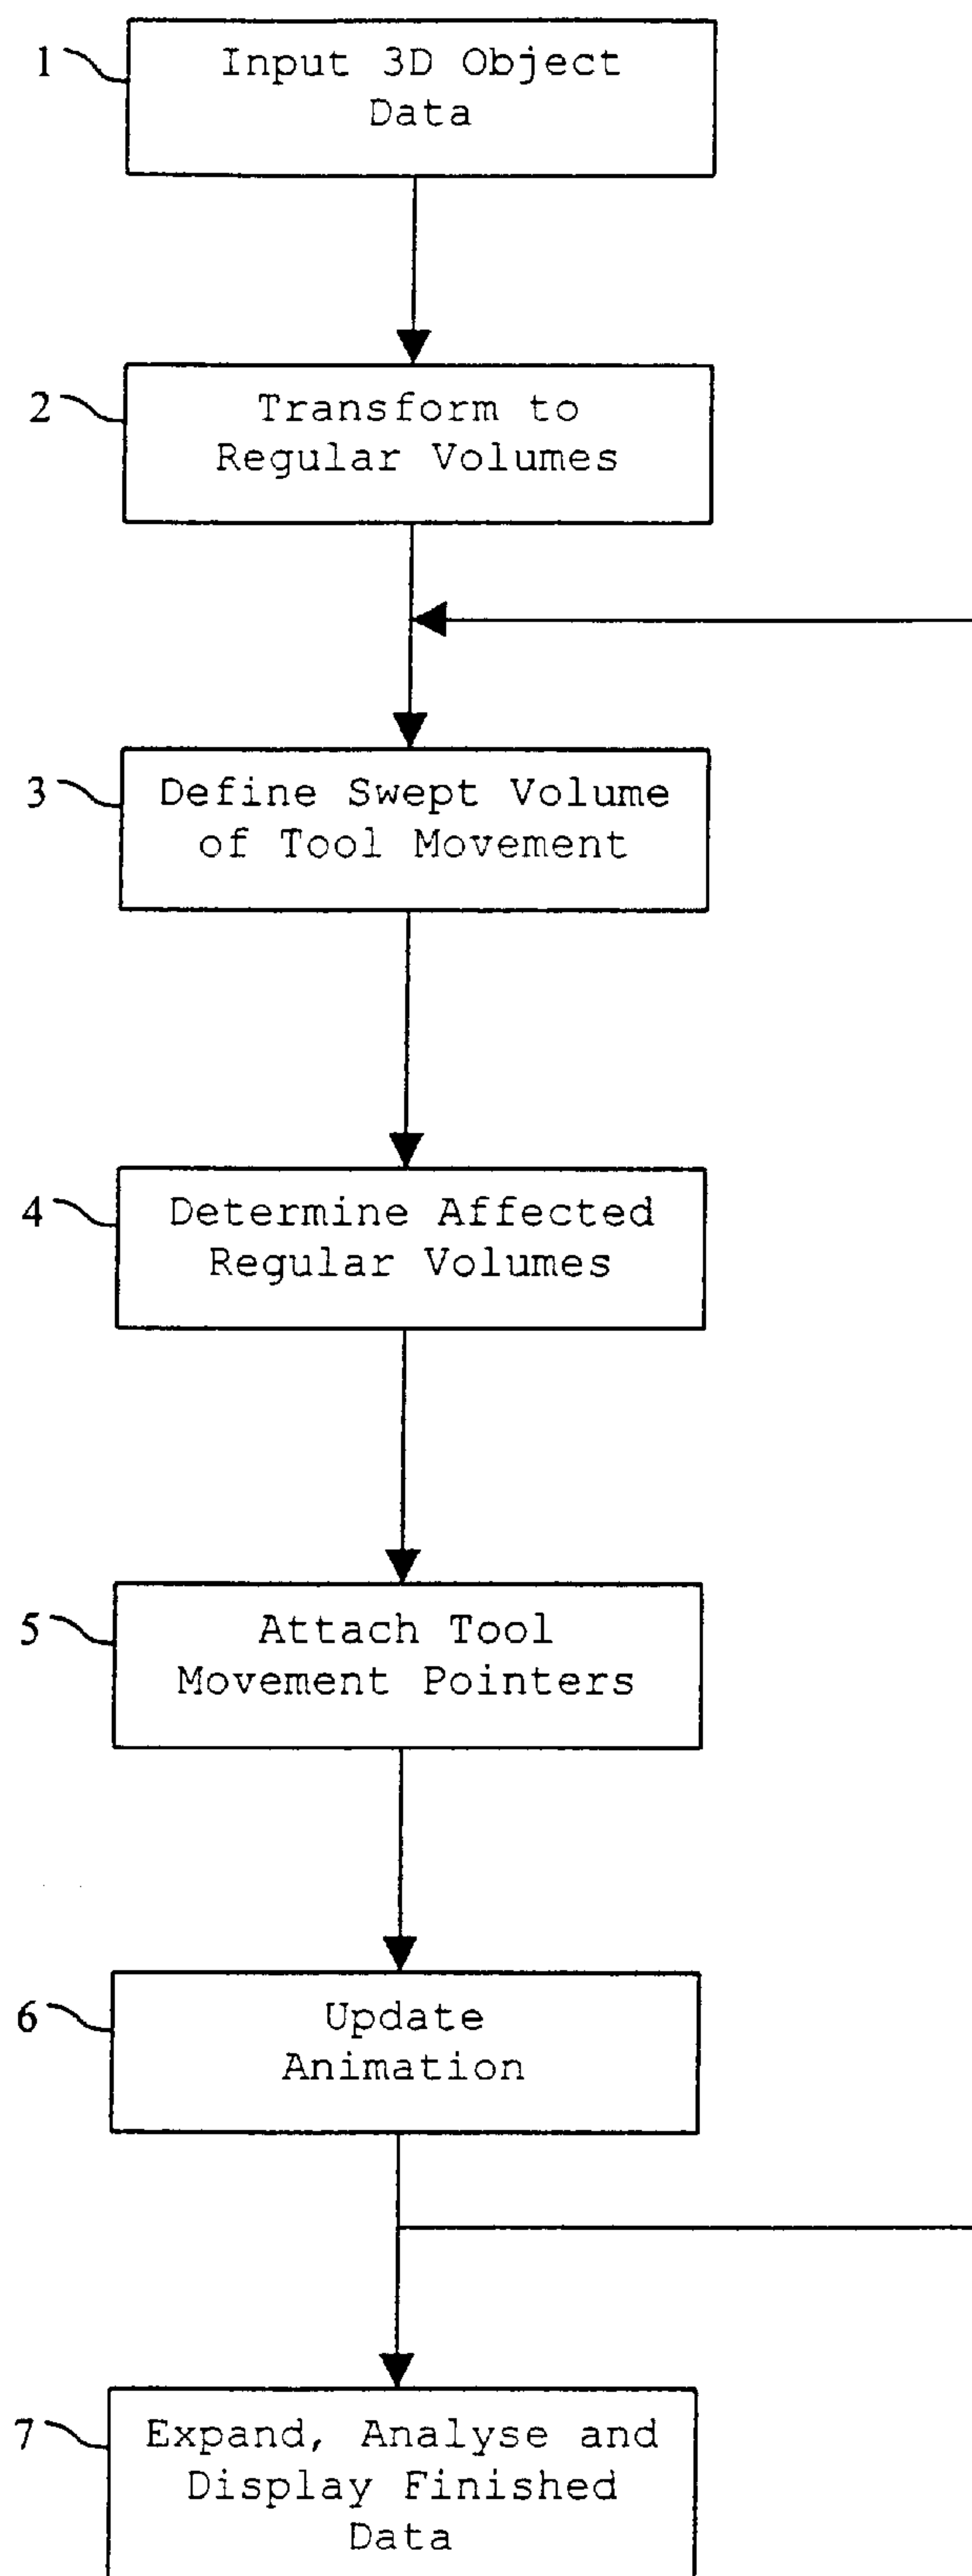 1
Input 3D Object
Data
2
Transform to
Regular Volumes
3
Define Swept Volume
of Tool Movement
4
Determine Affected
Regular Volumes
5
Attach Tool
Movement Pointers
6
Update
Animation
7
Expand, Analyse and
Display Finished
Data